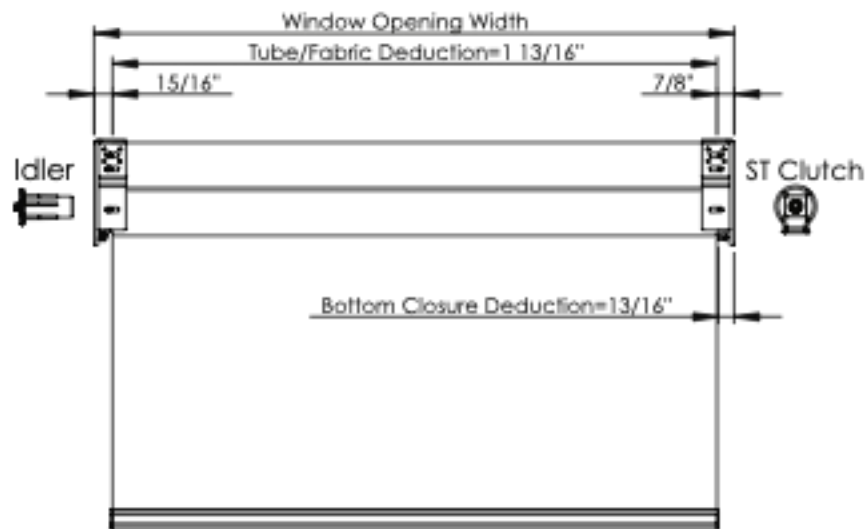 Window Opening Width
Tube/Fabric Deduction=1 13/16"
15/16"
7/8"
Idler
ST Clutch
Bottom Closure Deduction=13/16"